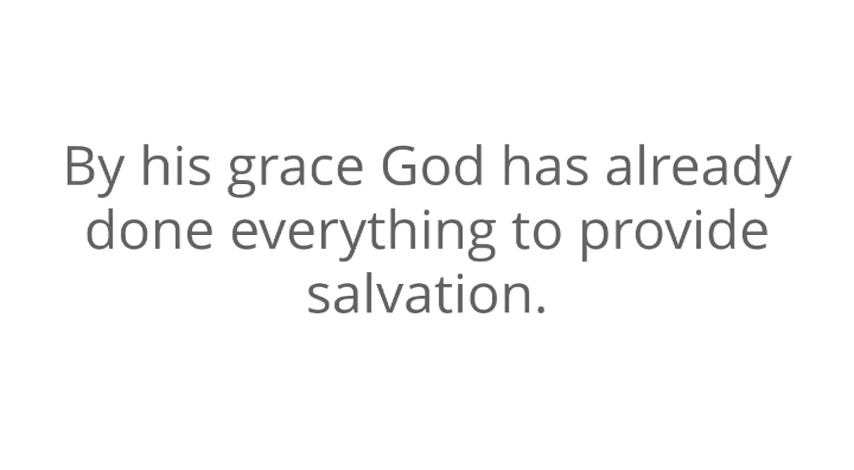 By his grace God has already
done everything to provide
salvation.